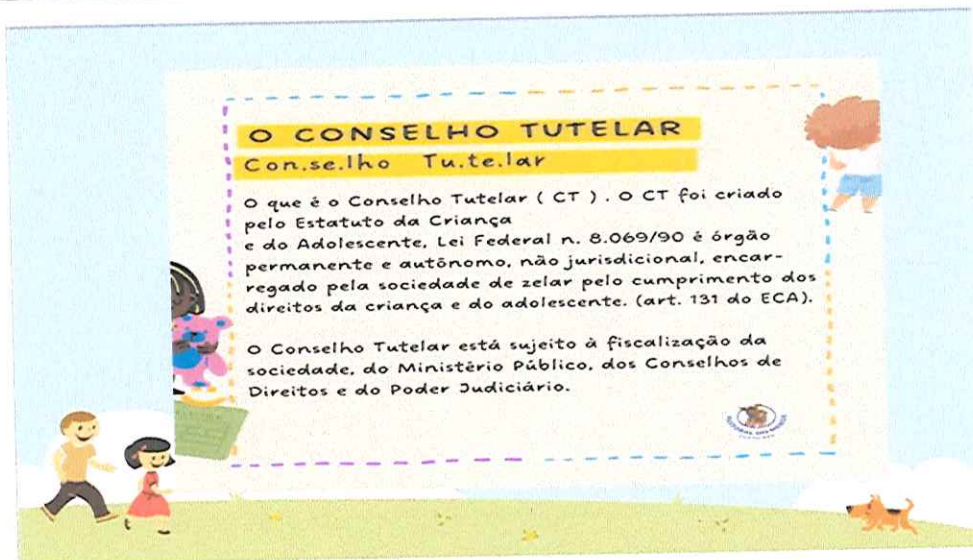 O CONSELHO TUTELAR
Con.se.lho Tu.te.lar
O que é o Conselho Tutelar ( CT ) . O CT foi criado
pelo Estatuto da Criança
e do Adolescente, Lei Federal n. 8.069/90 é órgão
permanente e autônomo, não jurisdicional, encar-
regado pela sociedade de zelar pelo cumprimento dos
direitos da criança e do adolescente. (art. 131 do ECA).
O Conselho Tutelar está sujeito à fiscalização da
sociedade, do Ministério Público, dos Conselhos de
Direitos e do Poder Judiciário.